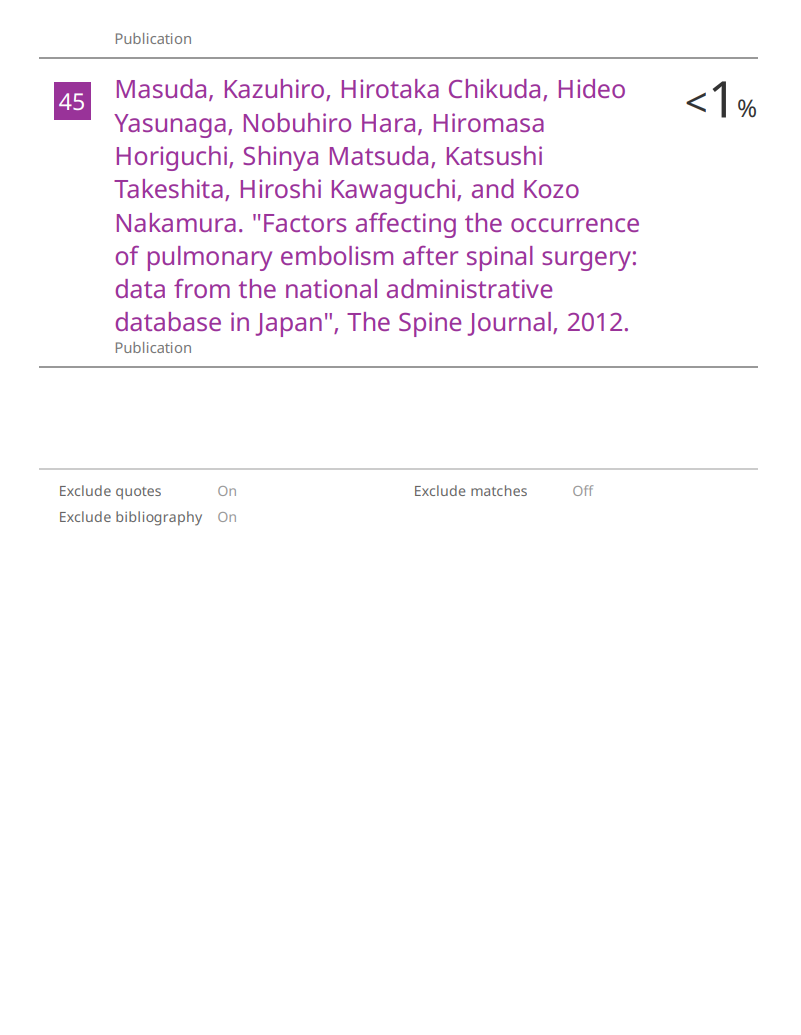 Publication
45
Masuda, Kazuhiro, Hirotaka Chikuda, Hideo
Yasunaga, Nobuhiro Hara, Hiromasa
Horiguchi, Shinya Matsuda, Katsushi
Takeshita, Hiroshi Kawaguchi, and Kozo
Nakamura. "Factors affecting the occurrence
of pulmonary embolism after spinal surgery:
data from the national administrative
database in Japan", The Spine Journal, 2012.
<1%
Publication
Exclude quotes On
Exclude matches Off
Exclude bibliography On